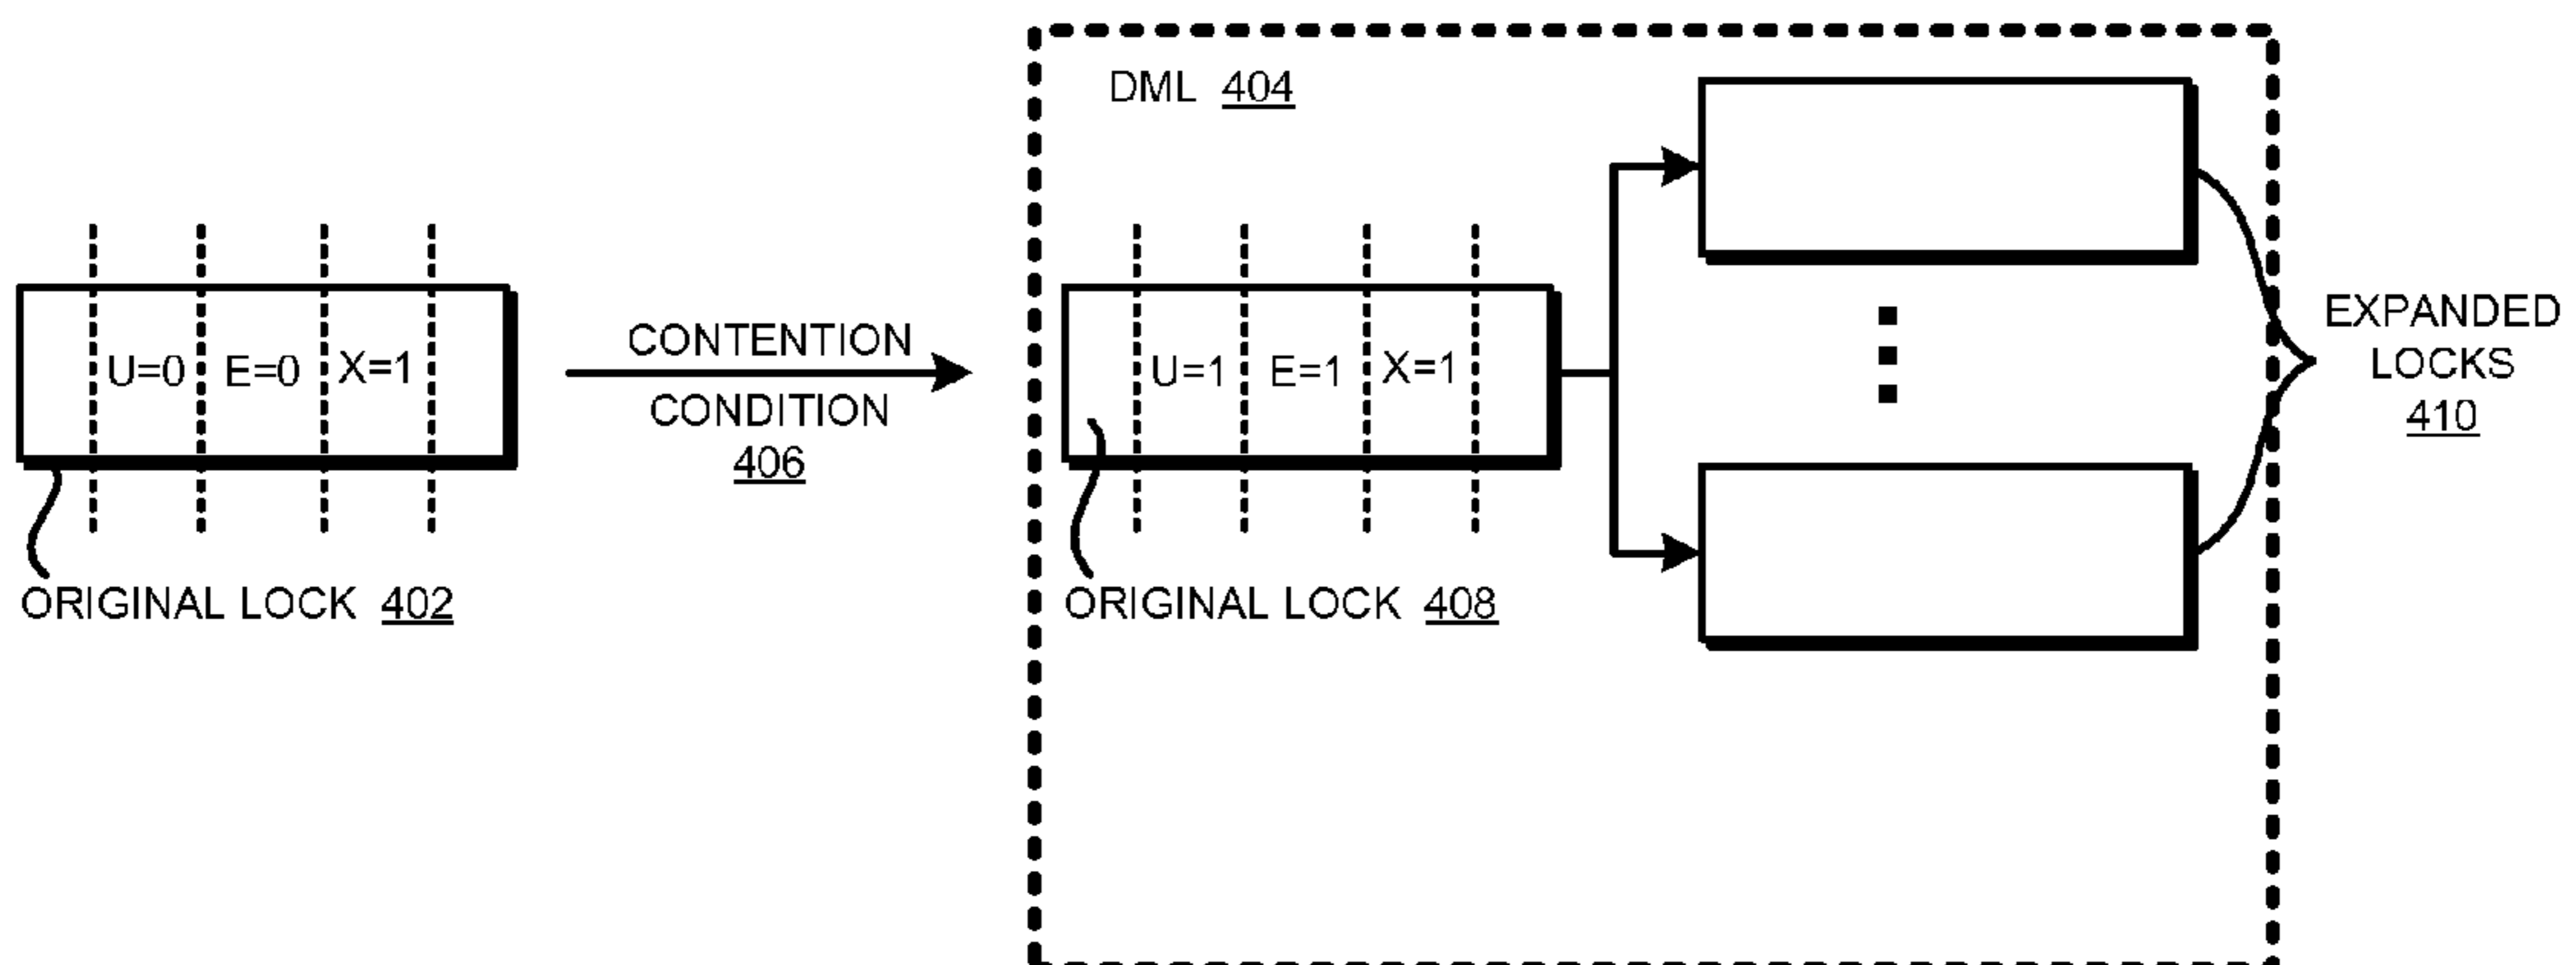 DML 404
U=0 E=0 X=1
CONTENTION
CONDITION
406
U=1 E=1 X=1
EXPANDED
LOCKS
410
ORIGINAL LOCK 402
ORIGINAL LOCK 408